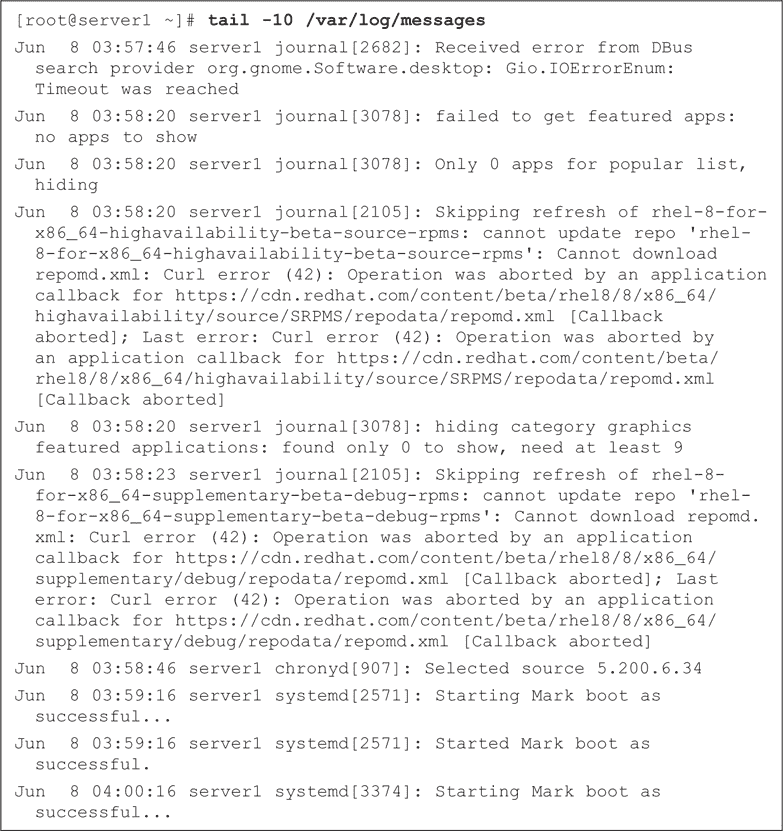 [root@server1 ~]# tail -10 /var/log/messages
Jun  8 03:57:46 server1 journal[2682]: Received error from DBus
search provider org.gnome.Software.desktop: Gio.IOErrorEnum:
Timeout was reached
Jun  8 03:58:20 server1 journal[3078]: failed to get featured apps:
no apps to show
Jun  8 03:58:20 server1 journal[3078]: Only 0 apps for popular list,
hiding
Jun  8 03:58:20 server1 journal[2105]: Skipping refresh of rhel-8-for-
x86_64-highavailability-beta-source-rpms: cannot update repo 'rhel-
8-for-x86_64-highavailability-beta-source-rpms': Cannot download
repomd.xml: Curl error (42): Operation was aborted by an application
callback for https://cdn.redhat.com/content/beta/rhel8/8/x86_64/
highavailability/source/SRPMS/repodata/repomd.xml [Callback
aborted]; Last error: Curl error (42): Operation was aborted by
an application callback for https://cdn.redhat.com/content/beta/
rhel8/8/x86_64/highavailability/source/SRPMS/repodata/repomd.xml
[Callback aborted]
Jun  8 03:58:20 server1 journal[3078]: hiding category graphics
featured applications: found only 0 to show, need at least 9
Jun  8 03:58:23 server1 journal[2105]: Skipping refresh of rhel-8-
for-x86_64-supplementary-beta-debug-rpms: cannot update repo 'rhel-
8-for-x86_64-supplementary-beta-debug-rpms': Cannot download repomd.
xml: Curl error (42): Operation was aborted by an application
callback for https://cdn.redhat.com/content/beta/rhel8/8/x86_64/
supplementary/debug/repodata/repomd.xml [Callback aborted]; Last
error: Curl error (42): Operation was aborted by an application
callback for https://cdn.redhat.com/content/beta/rhel8/8/x86_64/
supplementary/debug/repodata/repomd.xml [Callback aborted]
Jun  8 03:58:46 server1 chronyd[907]: Selected source 5.200.6.34
Jun  8 03:59:16 server1 systemd[2571]: Starting Mark boot as
successful...
Jun  8 03:59:16 server1 systemd[2571]: Started Mark boot as
successful.
Jun  8 04:00:16 server1 systemd[3374]: Starting Mark boot as
successful...